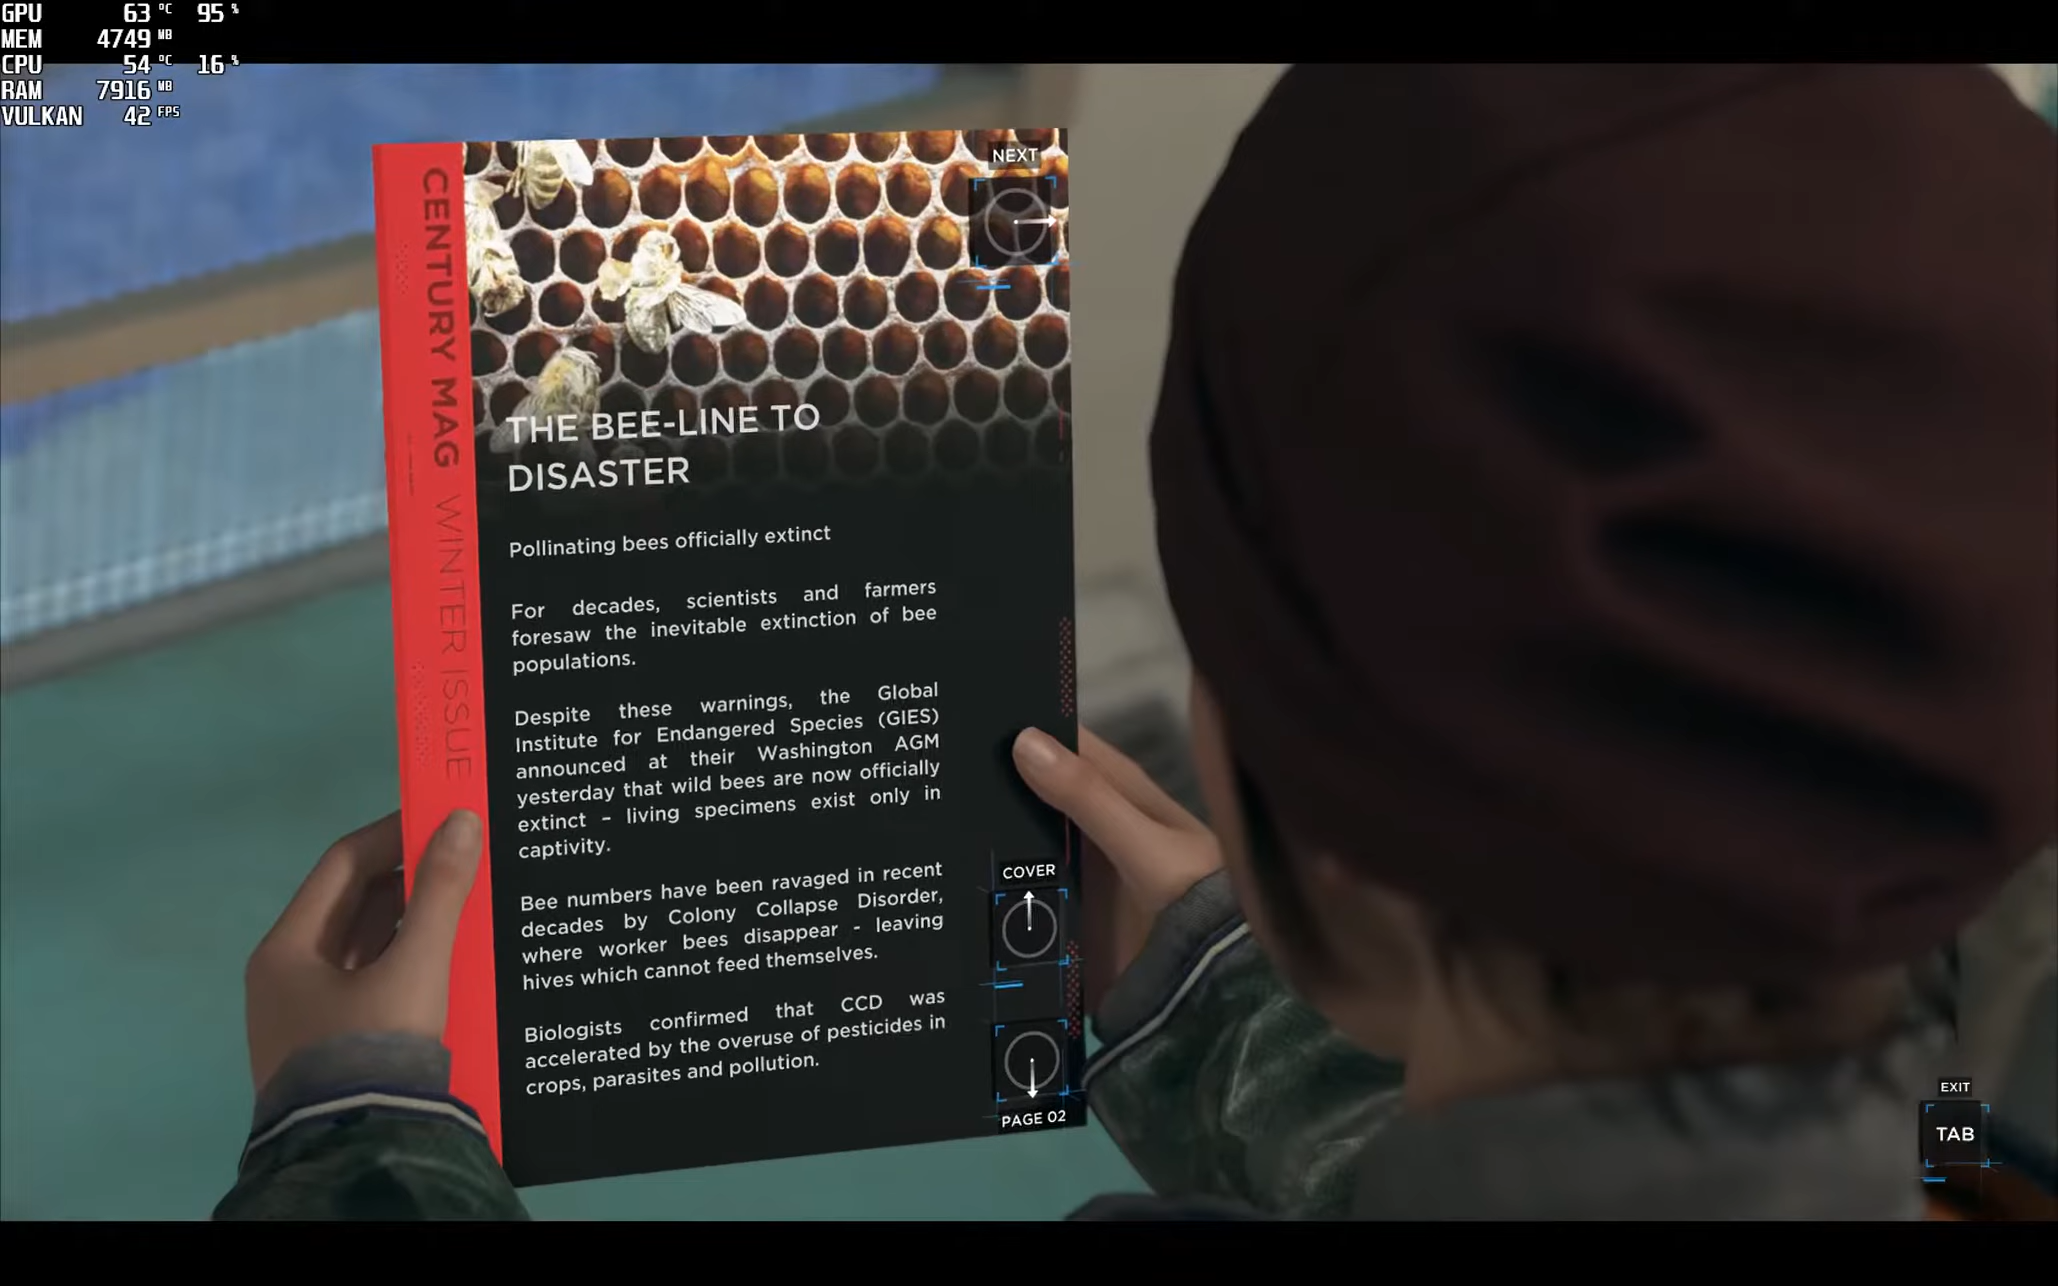 GPU 63 °C 95 %
MEM 4749 MB
CPU 54 °C 16 %
RAM 7916 MB
VULKAN 42 FPS
CENTURY MAG WINTER ISSUE
NEXT
THE BEE-LINE TO
DISASTER
Pollinating bees officially extinct
For decades, scientists and farmers
foresaw the inevitable extinction of bee
populations.
Despite these warnings, the Global
Institute for Endangered Species (GIES)
announced at their Washington AGM
yesterday that wild bees are now officially
extinct – living specimens exist only in
captivity.
Bee numbers have been ravaged in recent
decades by Colony Collapse Disorder,
where worker bees disappear - leaving
hives which cannot feed themselves.
Biologists confirmed that CCD was
accelerated by the overuse of pesticides in
crops, parasites and pollution.
COVER
PAGE 02
EXIT
TAB